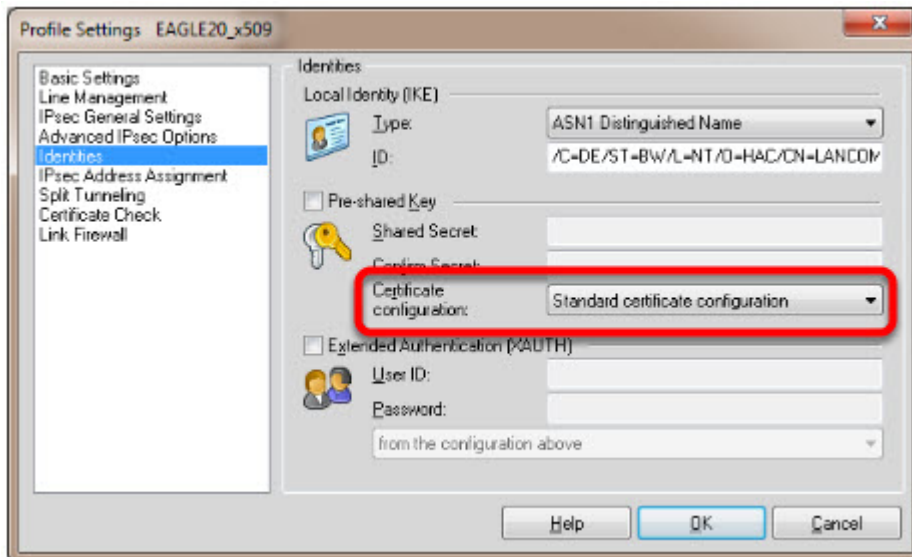 Profile Settings EAGLE20_x509
Basic Settings
Line Management
IPsec General Settings
Advanced IPsec Options
Identities
IPsec Address Assignment
Split Tunneling
Certificate Check
Link Firewall
Identities
Local Identity (IKE)
Type: ASN1 Distinguished Name
ID: /C=DE/ST=BW/L=NT/O=HAC/CN=LANCOM
Pre-shared Key
Shared Secret:
Confirm Secret:
Certificate
configuration: Standard certificate configuration
Extended Authentication (XAUTH)
User ID:
Password:
from the configuration above
Help OK Cancel